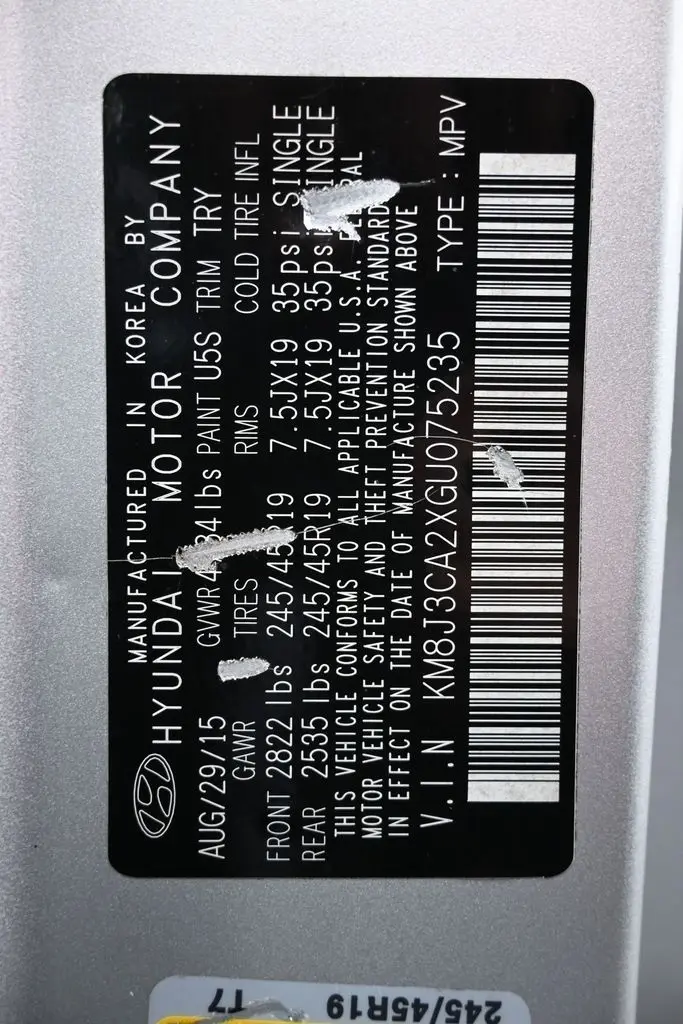 MANUFACTURED IN KOREA BY
HYUNDAI MOTOR COMPANY
AUG/29/15 GVWR lbs PAINT U5S TRIM TRY
GAWR TIRES RIMS COLD TIRE INFL
FRONT 2822 lbs 245/45R19 7.5JX19 35psi SINGLE
REAR 2535 lbs 245/45R19 7.5JX19 35psi SINGLE
THIS VEHICLE CONFORMS TO ALL APPLICABLE U.S.A. FEDERAL
MOTOR VEHICLE SAFETY AND THEFT PREVENTION STANDARD
IN EFFECT ON THE DATE OF MANUFACTURE SHOWN ABOVE
V.I.N KM8J3CA2XGU075235 TYPE : MPV
245/45R19 T7